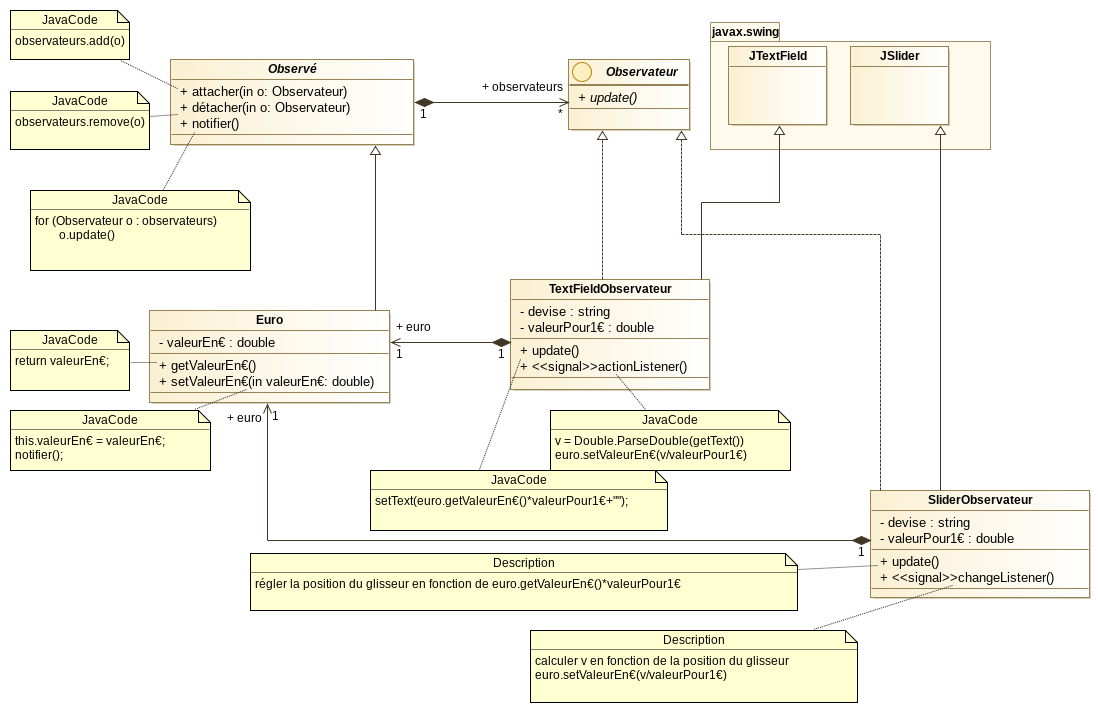 JavaCode
observateurs.add(o)
JavaCode
observateurs.remove(o)
JavaCode
for (Observateur o : observateurs)
o.update()
Observé
+ attacher(in o: Observateur)
+ détacher(in o: Observateur)
+ notifier()
1
+ observateurs
*
Observateur
+ update()
javax.swing
JTextField
JSlider
JavaCode
return valeurEn€;
Euro
- valeurEn€ : double
+ getValeurEn€()
+ setValeurEn€(in valeurEn€: double)
+ euro
1
1
TextFieldObservateur
- devise : string
- valeurPour1€ : double
+ update()
+ <<signal>>actionListener()
JavaCode
this.valeurEn€ = valeurEn€;
notifier();
+ euro
1
JavaCode
v = Double.ParseDouble(getText())
euro.setValeurEn€(v/valeurPour1€)
JavaCode
setText(euro.getValeurEn€()*valeurPour1€+"");
SliderObservateur
- devise : string
- valeurPour1€ : double
+ update()
+ <<signal>>changeListener()
1
Description
régler la position du glisseur en fonction de euro.getValeurEn€()*valeurPour1€
Description
calculer v en fonction de la position du glisseur
euro.setValeurEn€(v/valeurPour1€)